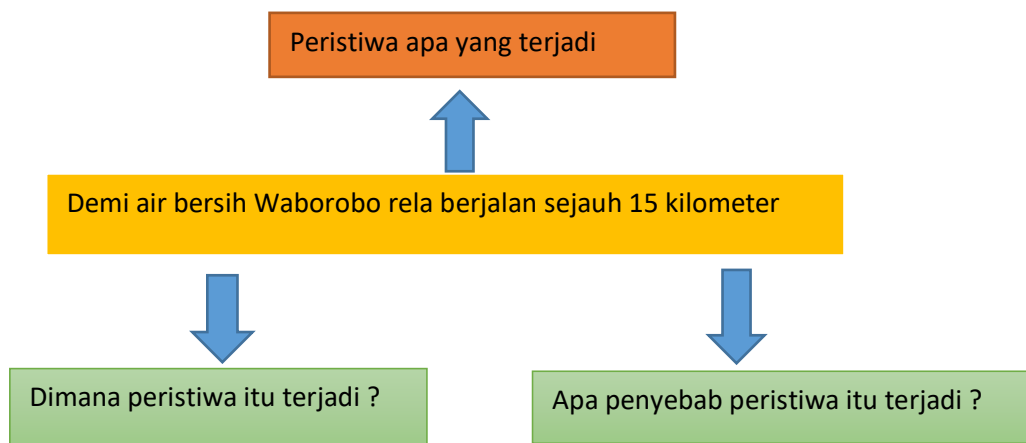 Peristiwa apa yang terjadi
Demi air bersih Waborobo rela berjalan sejauh 15 kilometer
Dimana peristiwa itu terjadi ?
Apa penyebab peristiwa itu terjadi ?